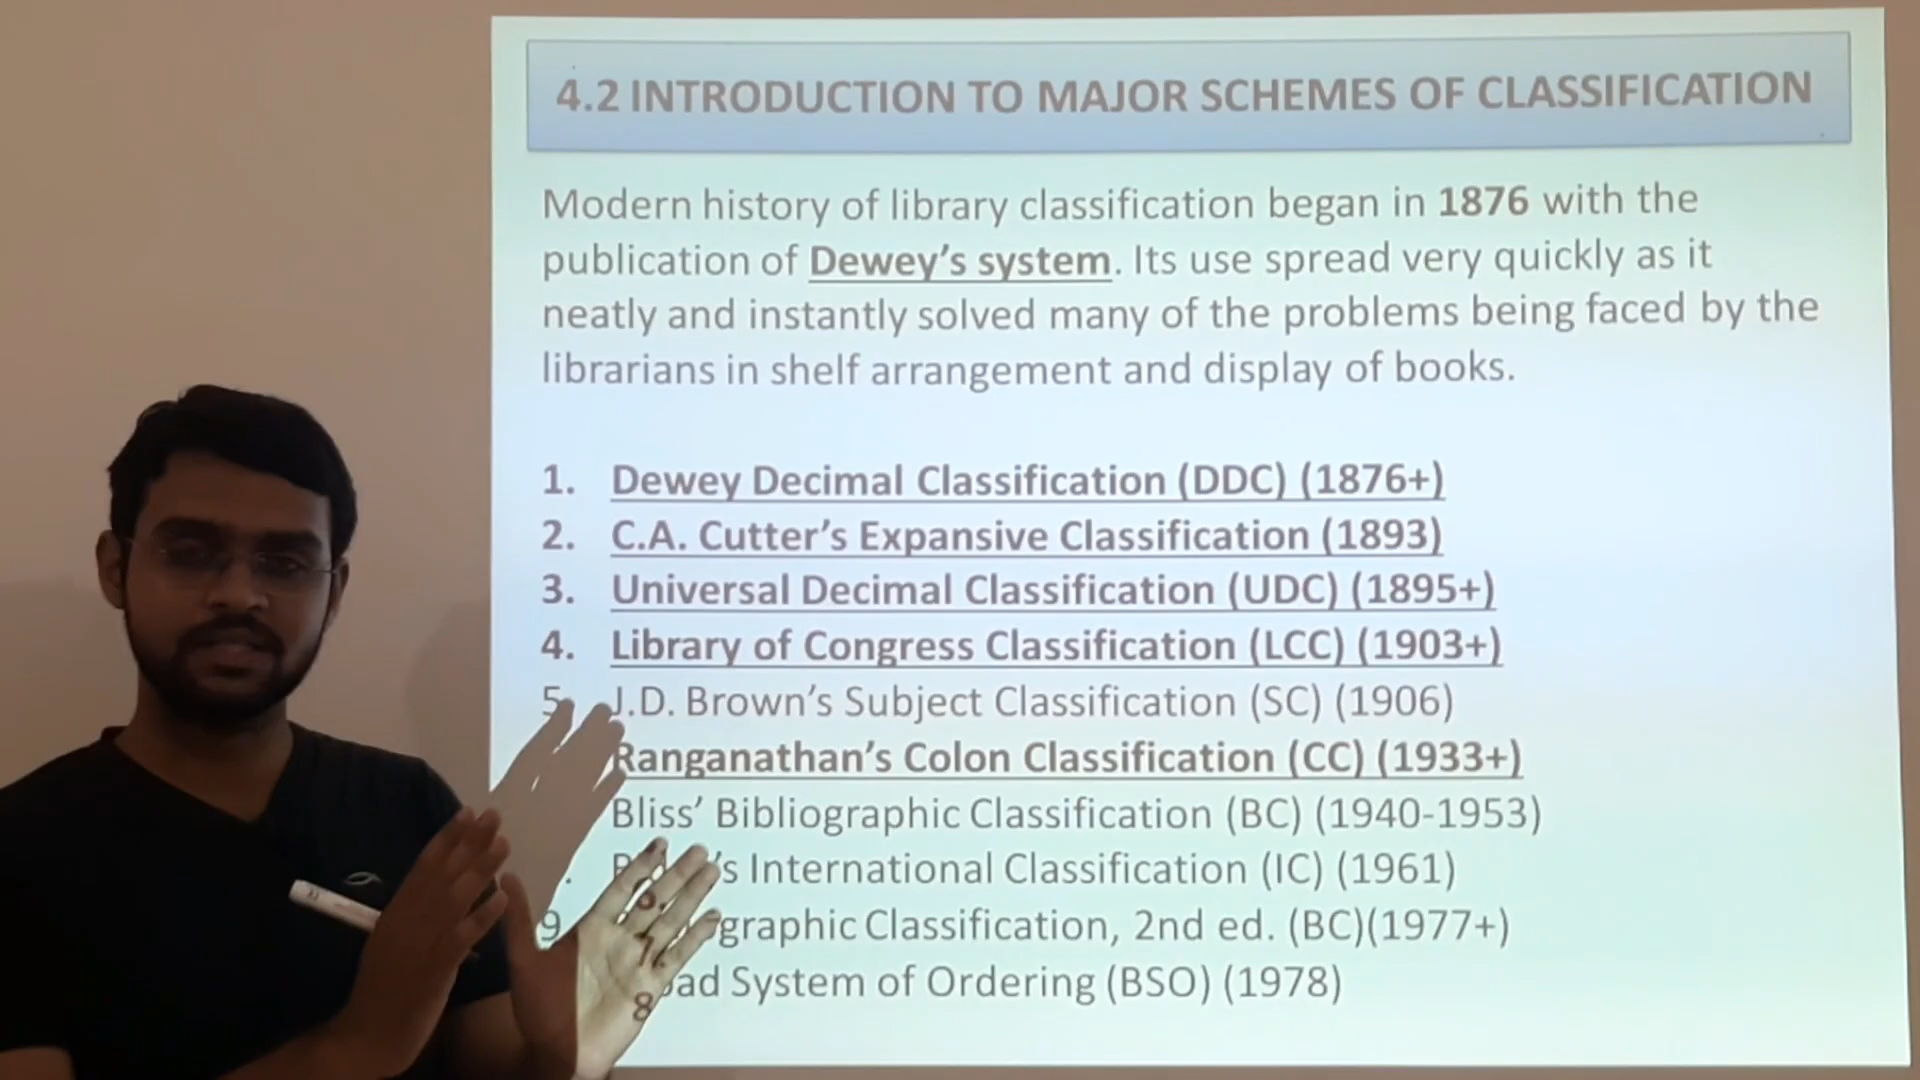 4.2 INTRODUCTION TO MAJOR SCHEMES OF CLASSIFICATION
Modern history of library classification began in 1876 with the
publication of Dewey's system. Its use spread very quickly as it
neatly and instantly solved many of the problems being faced by the
librarians in shelf arrangement and display of books.
1. Dewey Decimal Classification (DDC) (1876+)
2. C.A. Cutter's Expansive Classification (1893)
3. Universal Decimal Classification (UDC) (1895+)
4. Library of Congress Classification (LCC) (1903+)
5. J.D. Brown's Subject Classification (SC) (1906)
6. Ranganathan's Colon Classification (CC) (1933+)
7. Bliss' Bibliographic Classification (BC) (1940-1953)
8. International Classification (IC) (1961)
9 Classification, 2nd ed. (BC)(1977+)
System of Ordering (BSO) (1978)